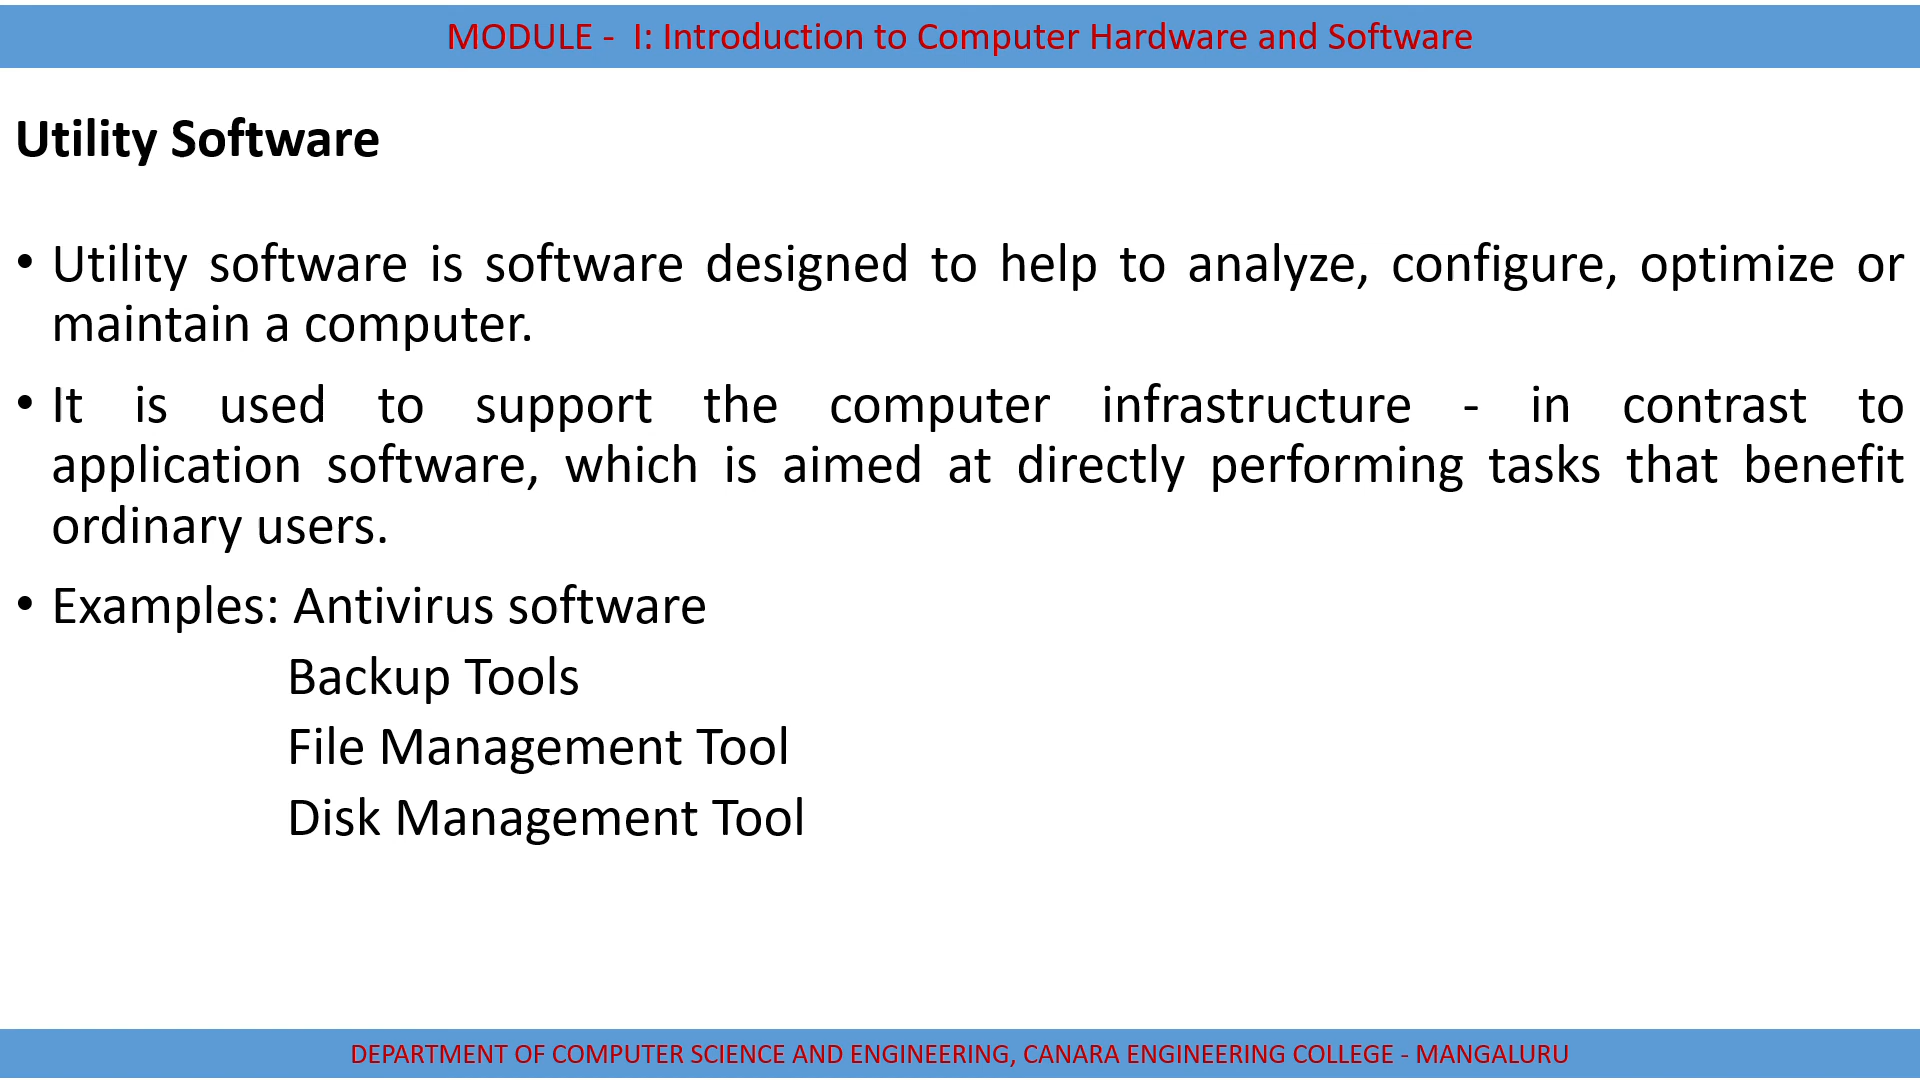 MODULE -  I: Introduction to Computer Hardware and Software
Utility Software
• Utility software is software designed to help to analyze, configure, optimize or
maintain a computer.
• It is used to support the computer infrastructure - in contrast to
application software, which is aimed at directly performing tasks that benefit
ordinary users.
• Examples: Antivirus software
Backup Tools
File Management Tool
Disk Management Tool
DEPARTMENT OF COMPUTER SCIENCE AND ENGINEERING, CANARA ENGINEERING COLLEGE - MANGALURU